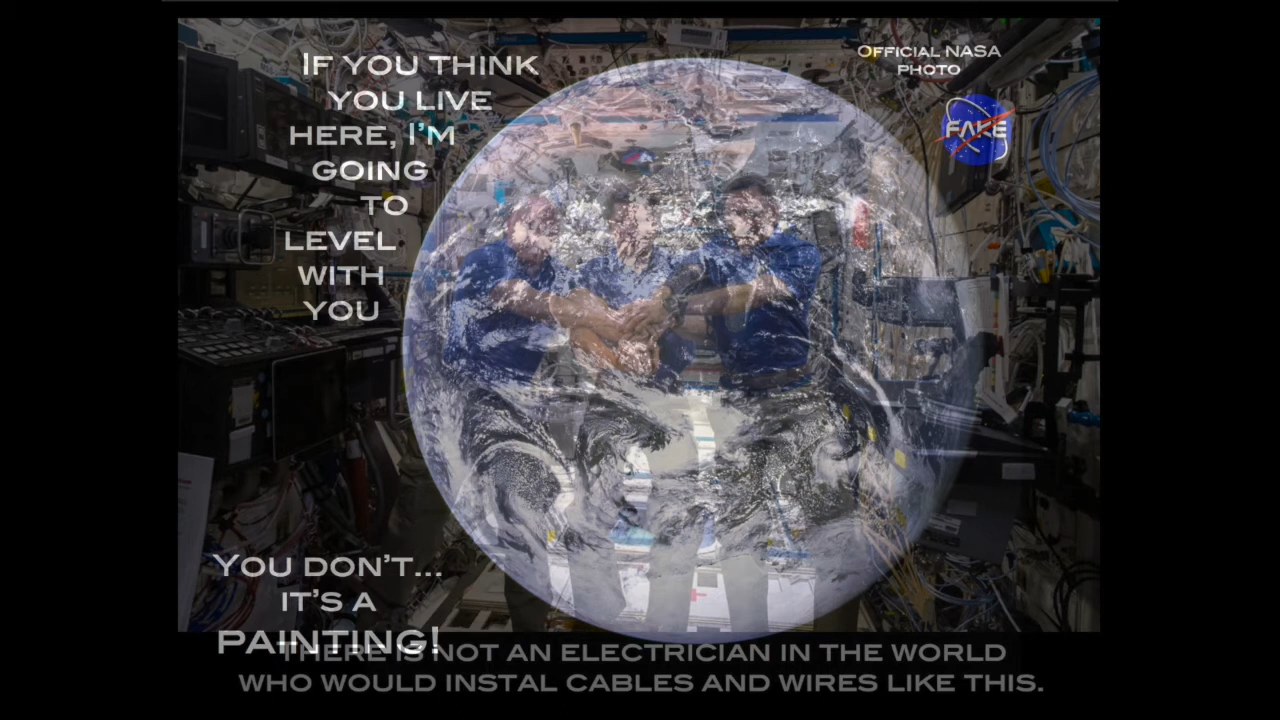 IF YOU THINK
YOU LIVE
HERE, I'M
GOING
TO
LEVEL
WITH
YOU
OFFICIAL NASA
PHOTO
FAKE
YOU DON'T...
IT'S A
PAINTING!
THERE IS NOT AN ELECTRICIAN IN THE WORLD
WHO WOULD INSTAL CABLES AND WIRES LIKE THIS.